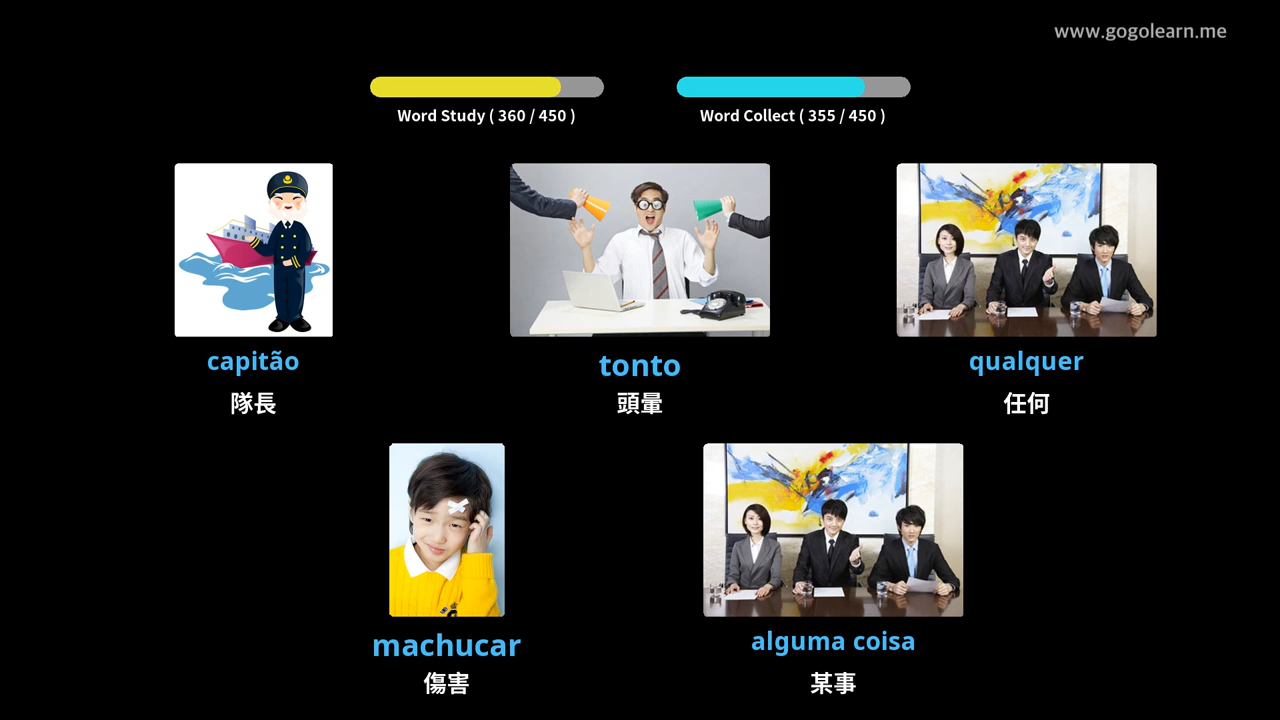 www.gogolearn.me
Word Study ( 360 / 450 )
Word Collect ( 355 / 450 )
capitão
隊長
tonto
頭暈
qualquer
任何
machucar
傷害
alguma coisa
某事